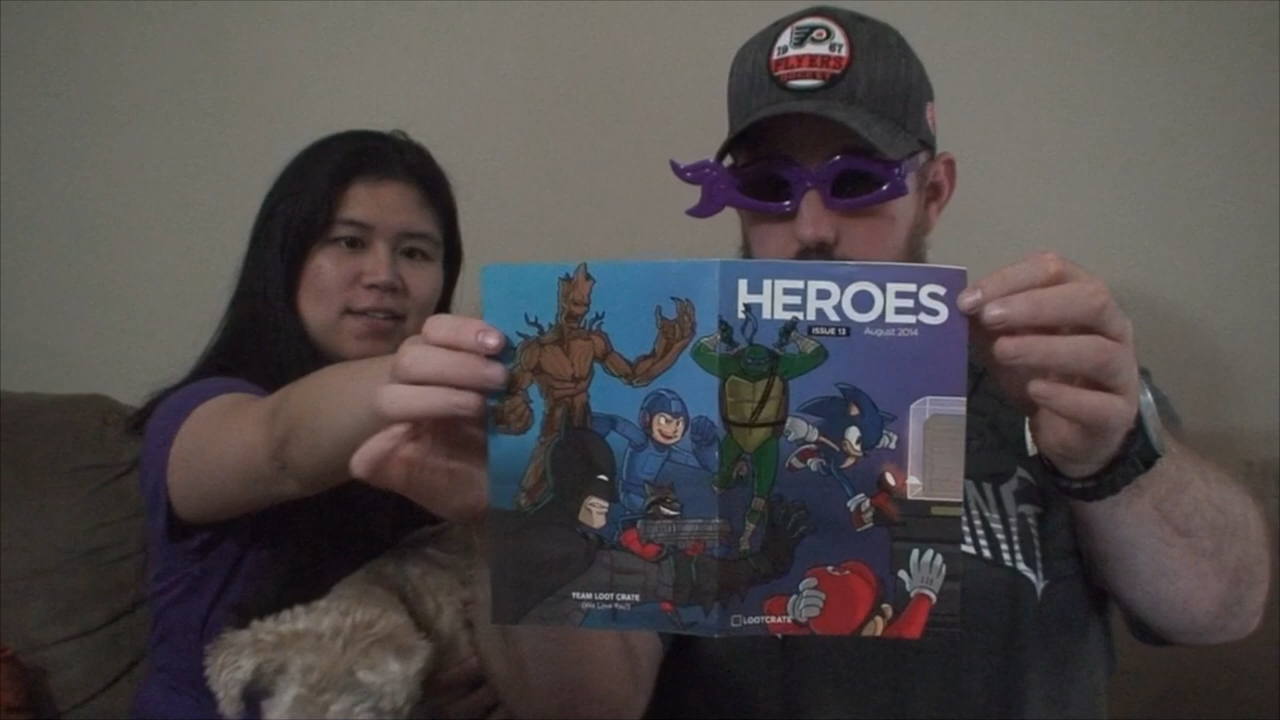 19 67
FLYERS
HEROES
ISSUE 13 August 2014
TEAM LOOT CRATE
(We Love You!)
LOOTCRATE